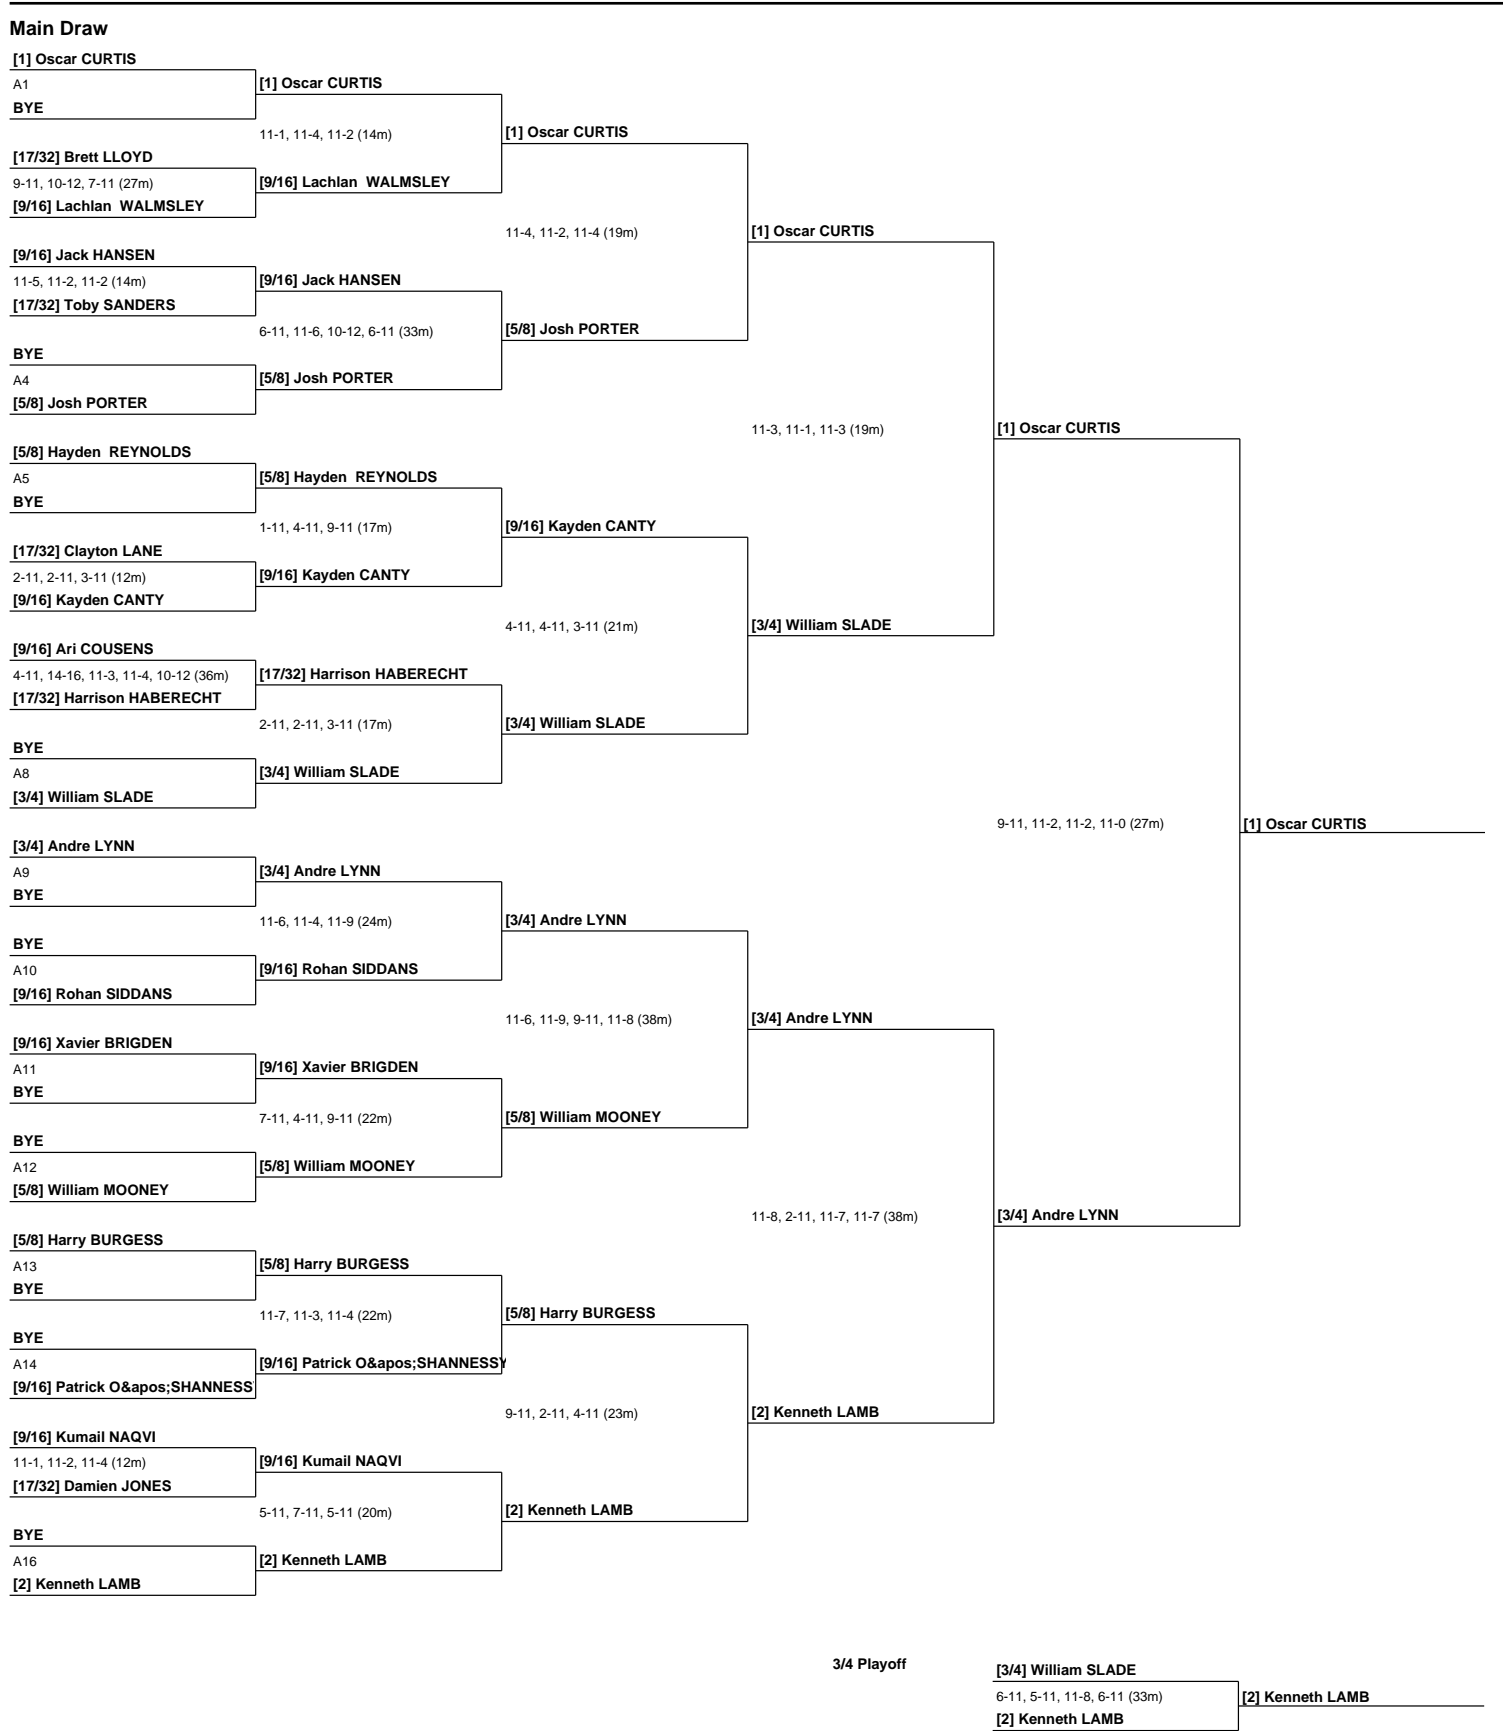 Main Draw
[1] Oscar CURTIS
A1
BYE
[17/32] Brett LLOYD
9-11, 10-12, 7-11 (27m)
[9/16] Lachlan  WALMSLEY
[9/16] Jack HANSEN
11-5, 11-2, 11-2 (14m)
[17/32] Toby SANDERS
BYE
A4
[5/8] Josh PORTER
[5/8] Hayden  REYNOLDS
A5
BYE
[17/32] Clayton LANE
2-11, 2-11, 3-11 (12m)
[9/16] Kayden CANTY
[9/16] Ari COUSENS
4-11, 14-16, 11-3, 11-4, 10-12 (36m)
[17/32] Harrison HABERECHT
BYE
A8
[3/4] William SLADE
[3/4] Andre LYNN
A9
BYE
BYE
A10
[9/16] Rohan SIDDANS
[9/16] Xavier BRIGDEN
A11
BYE
BYE
A12
[5/8] William MOONEY
[5/8] Harry BURGESS
A13
BYE
BYE
A14
[9/16] Patrick O&apos;SHANNESS
[9/16] Kumail NAQVI
11-1, 11-2, 11-4 (12m)
[17/32] Damien JONES
BYE
A16
[2] Kenneth LAMB
[1] Oscar CURTIS
11-1, 11-4, 11-2 (14m)
[9/16] Lachlan  WALMSLEY
[9/16] Jack HANSEN
6-11, 11-6, 10-12, 6-11 (33m)
[5/8] Josh PORTER
[5/8] Hayden  REYNOLDS
1-11, 4-11, 9-11 (17m)
[9/16] Kayden CANTY
[17/32] Harrison HABERECHT
2-11, 2-11, 3-11 (17m)
[3/4] William SLADE
[3/4] Andre LYNN
11-6, 11-4, 11-9 (24m)
[9/16] Rohan SIDDANS
[9/16] Xavier BRIGDEN
7-11, 4-11, 9-11 (22m)
[5/8] William MOONEY
[5/8] Harry BURGESS
11-7, 11-3, 11-4 (22m)
[9/16] Patrick O&apos;SHANNESSY
[9/16] Kumail NAQVI
5-11, 7-11, 5-11 (20m)
[2] Kenneth LAMB
[1] Oscar CURTIS
11-4, 11-2, 11-4 (19m)
[5/8] Josh PORTER
[9/16] Kayden CANTY
4-11, 4-11, 3-11 (21m)
[3/4] William SLADE
[3/4] Andre LYNN
11-6, 11-9, 9-11, 11-8 (38m)
[5/8] William MOONEY
[5/8] Harry BURGESS
9-11, 2-11, 4-11 (23m)
[2] Kenneth LAMB
[1] Oscar CURTIS
11-3, 11-1, 11-3 (19m)
[3/4] William SLADE
[3/4] Andre LYNN
11-8, 2-11, 11-7, 11-7 (38m)
[2] Kenneth LAMB
[1] Oscar CURTIS
9-11, 11-2, 11-2, 11-0 (27m)
[3/4] Andre LYNN
[1] Oscar CURTIS
3/4 Playoff
[3/4] William SLADE
6-11, 5-11, 11-8, 6-11 (33m)
[2] Kenneth LAMB
[2] Kenneth LAMB